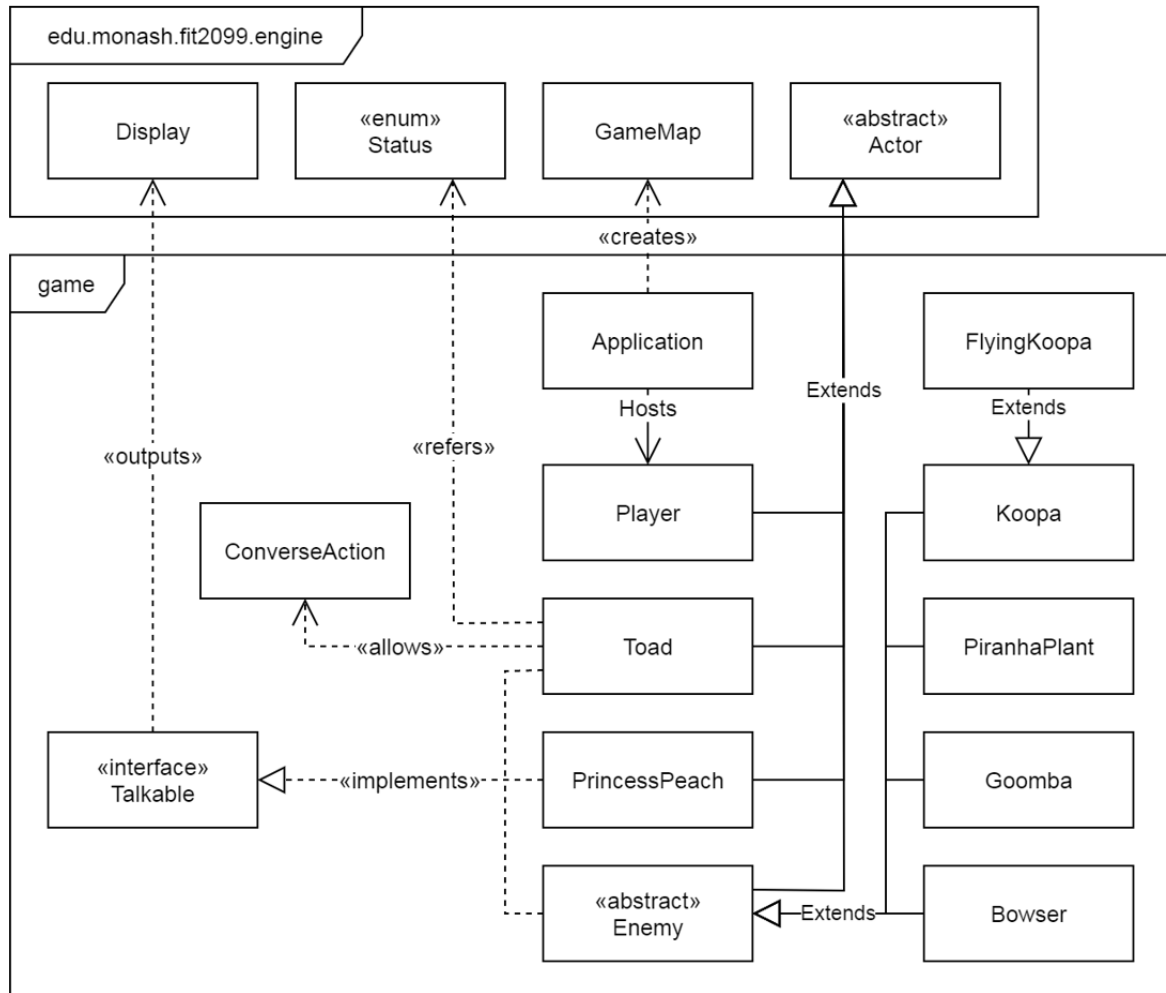 edu.monash.fit2099.engine
Display
«enum»
Status
GameMap
«abstract»
Actor
«creates»
game
Application
FlyingKoopa
Extends
Hosts
Extends
«outputs»
«refers»
Player
Koopa
ConverseAction
«allows»
Toad
PiranhaPlant
«interface»
Talkable
«implements»
PrincessPeach
Goomba
«abstract»
Enemy
Extends
Bowser